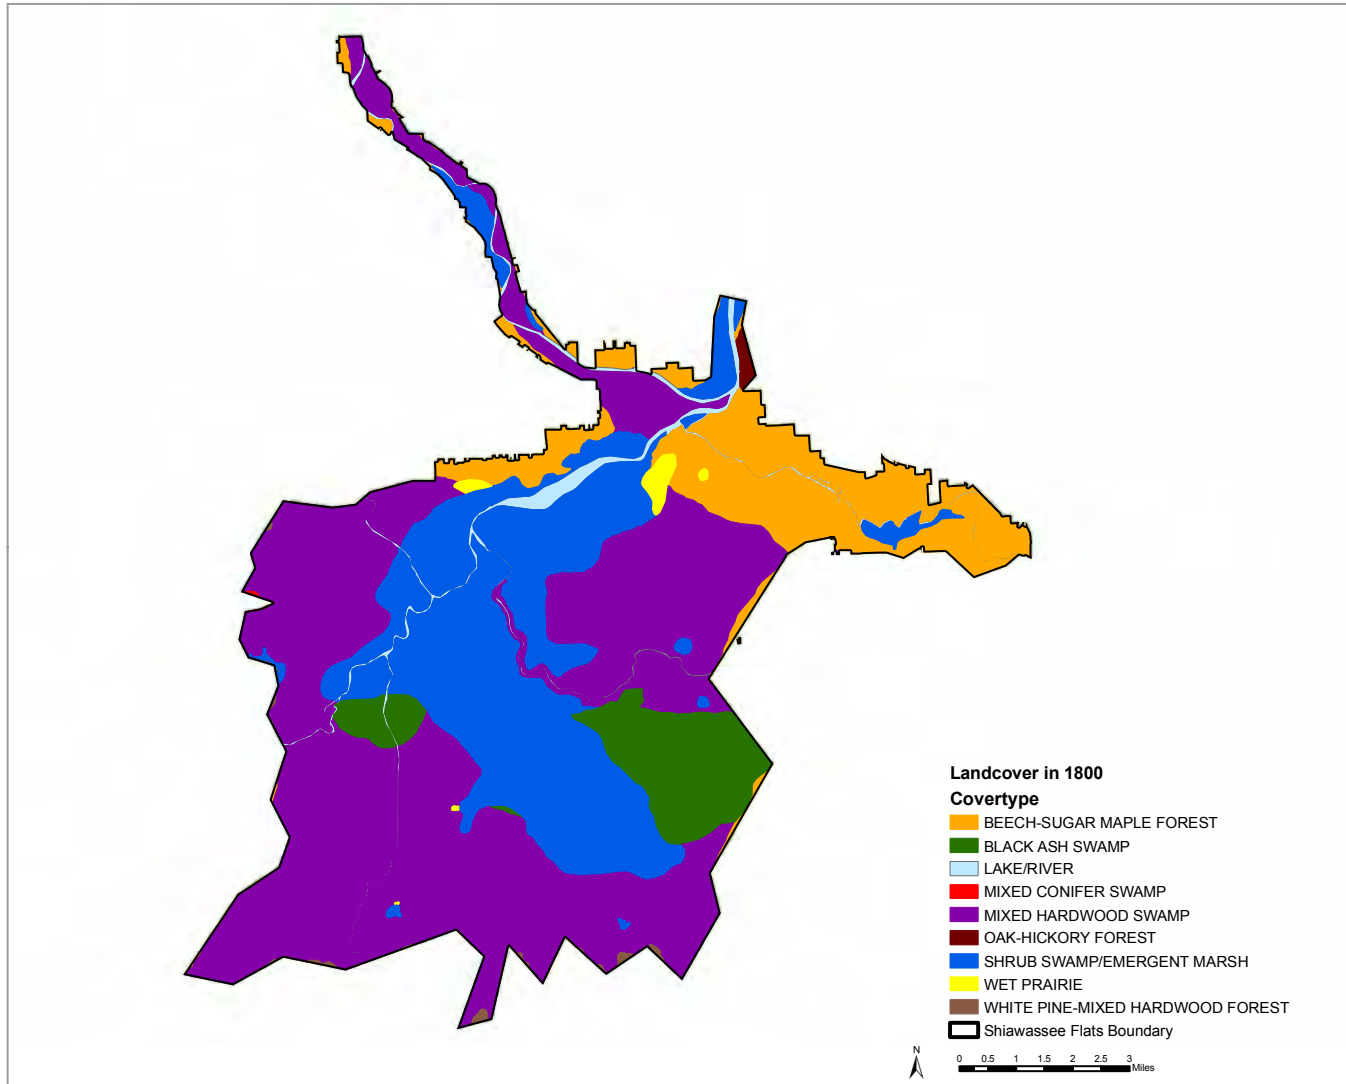 Landcover in 1800
Covertype
BEECH-SUGAR MAPLE FOREST
BLACK ASH SWAMP
LAKE/RIVER
MIXED CONIFER SWAMP
MIXED HARDWOOD SWAMP
OAK-HICKORY FOREST
SHRUB SWAMP/EMERGENT MARSH
WET PRAIRIE
WHITE PINE-MIXED HARDWOOD FOREST
Shiawassee Flats Boundary
N
0 0.5 1 1.5 2 2.5 3
Miles